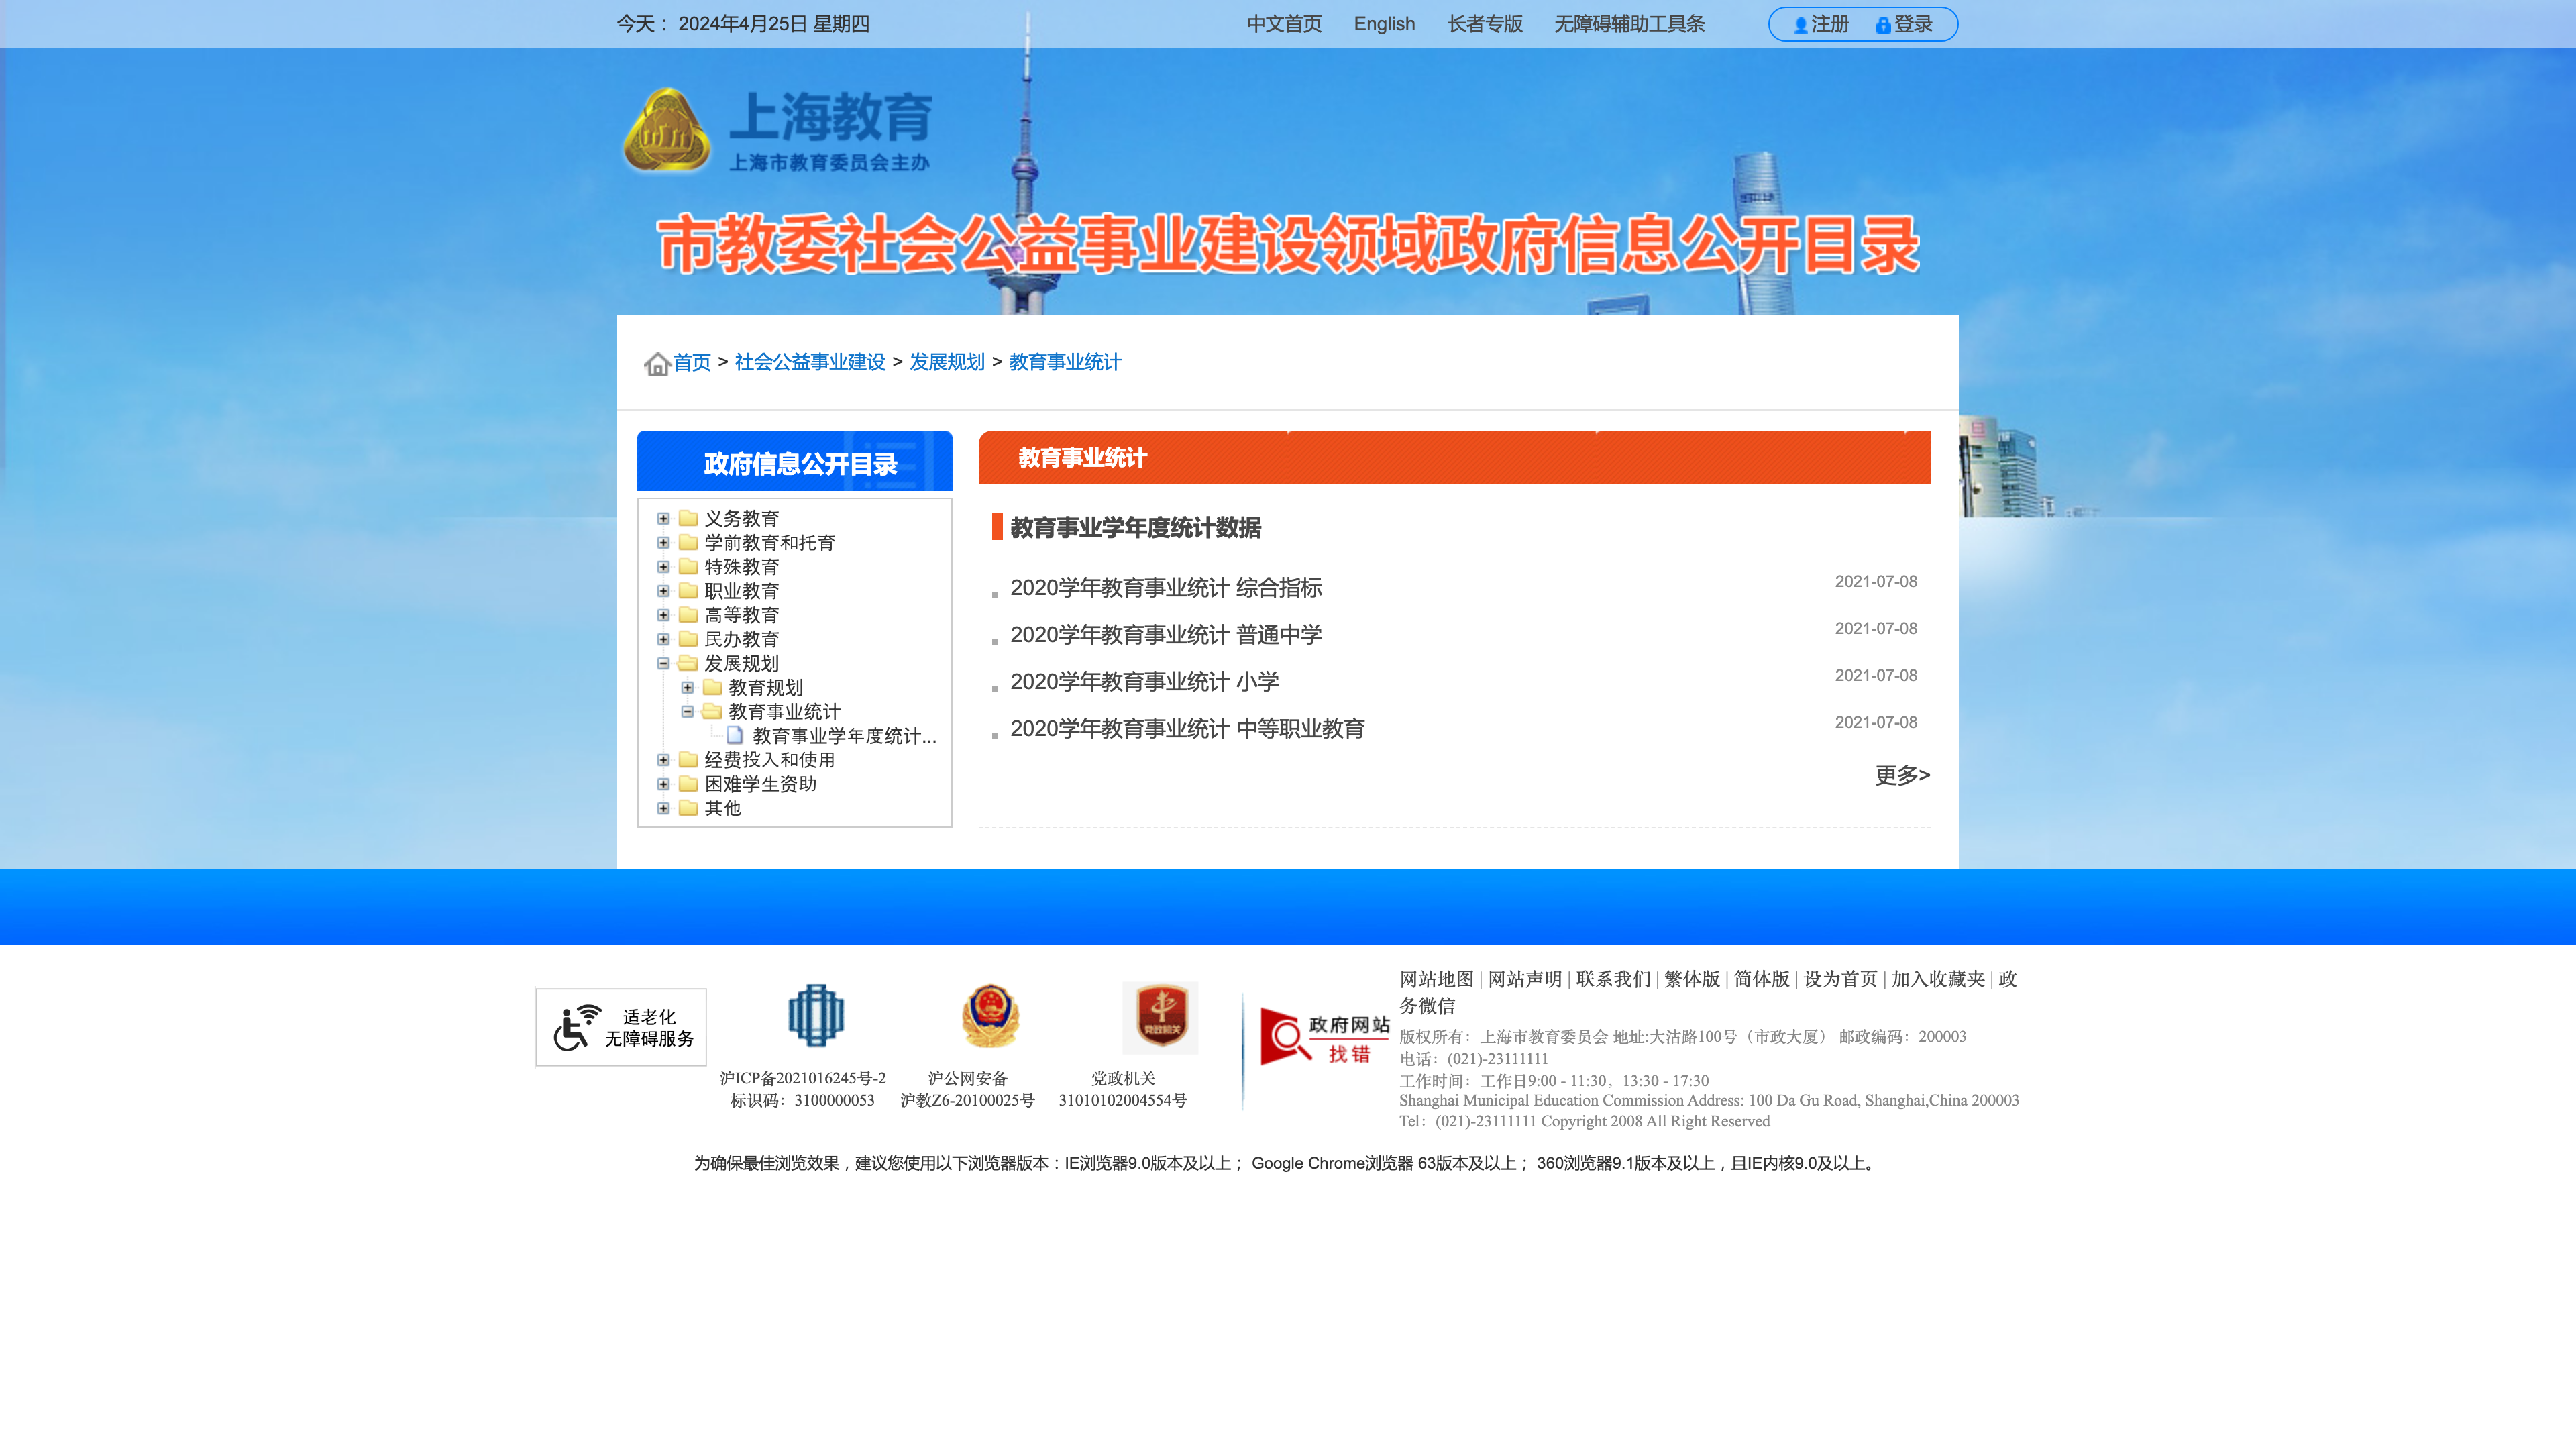 今天： 2024年4月25日 星期四
中文首页 English 长者专版 无障碍辅助工具条 注册 登录
上海教育
上海市教育委员会主办
市教委社会公益事业建设领域政府信息公开目录
首页 > 社会公益事业建设 > 发展规划 > 教育事业统计
政府信息公开目录
义务教育
学前教育和托育
特殊教育
职业教育
高等教育
民办教育
发展规划
教育规划
教育事业统计
教育事业学年度统计...
经费投入和使用
困难学生资助
其他
教育事业统计
教育事业学年度统计数据
2020学年教育事业统计 综合指标 2021-07-08
2020学年教育事业统计 普通中学 2021-07-08
2020学年教育事业统计 小学 2021-07-08
2020学年教育事业统计 中等职业教育 2021-07-08
更多>
适老化
无障碍服务
沪ICP备2021016245号-2
标识码：3100000053
沪公网安备
沪教Z6-20100025号
党政机关
党政机关
31010102004554号
政府网站
找错
网站地图 | 网站声明 | 联系我们 | 繁体版 | 简体版 | 设为首页 | 加入收藏夹 | 政
务微信
版权所有：上海市教育委员会 地址:大沽路100号（市政大厦） 邮政编码：200003
电话：(021)-23111111
工作时间：工作日9:00 - 11:30，13:30 - 17:30
Shanghai Municipal Education Commission Address: 100 Da Gu Road, Shanghai,China 200003
Tel：(021)-23111111 Copyright 2008 All Right Reserved
为确保最佳浏览效果，建议您使用以下浏览器版本：IE浏览器9.0版本及以上； Google Chrome浏览器 63版本及以上； 360浏览器9.1版本及以上，且IE内核9.0及以上。